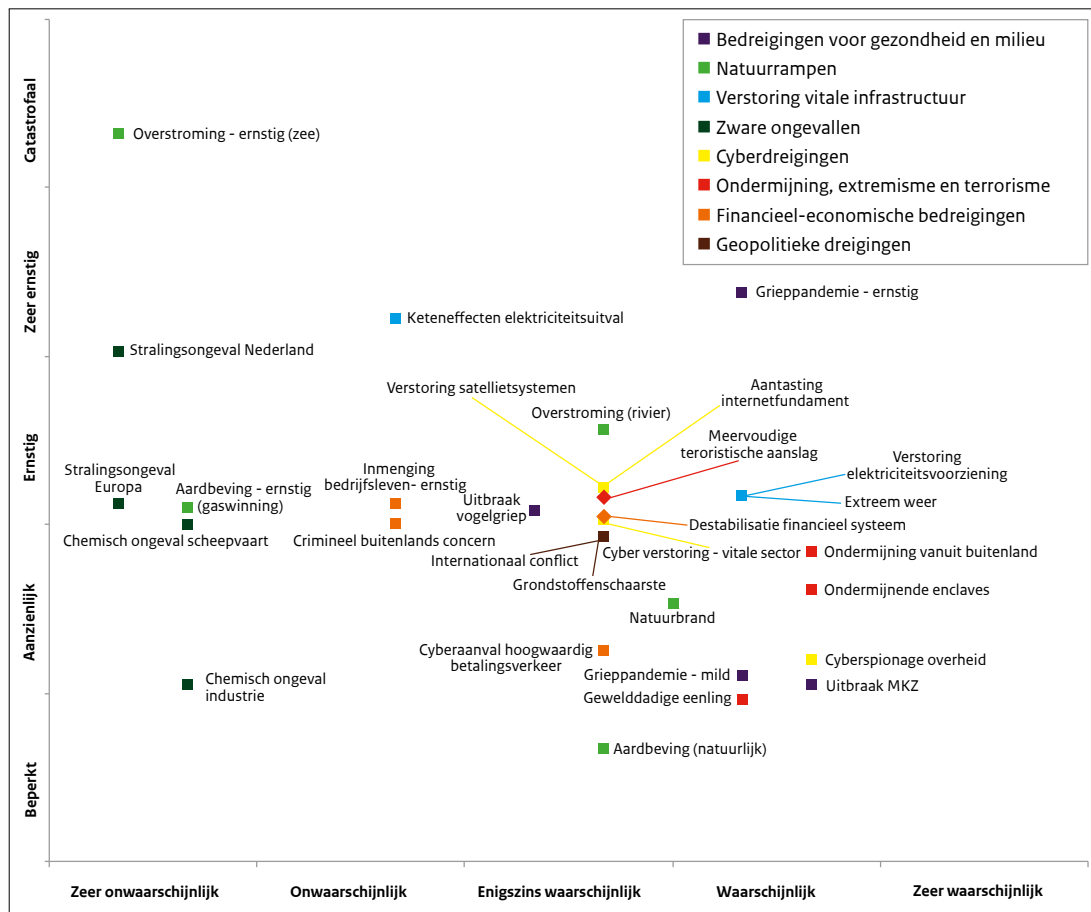 Catastrofaal
Zeer ernstig
Ernstig
Aanzienlijk
Beperkt
Bedreigingen voor gezondheid en milieu
Natuurrampen
Verstoring vitale infrastructuur
Zware ongevallen
Cyberdreigingen
Ondermijning, extremisme en terrorisme
Financieel-economische bedreigingen
Geopolitieke dreigingen
Overstroming - ernstig (zee)
Grieppandemie - ernstig
Keteneffecten elektriciteitsuitval
Stralingsongeval Nederland
Verstoring satellietsystemen
Aantasting
internetfundament
Overstroming (rivier)
Meervoudige
teroristische aanslag
Verstoring
elektriciteitsvoorziening
Extreem weer
Stralingsongeval
Europa
Aardbeving - ernstig
(gaswinning)
Chemisch ongeval scheepvaart
Inmenging
bedrijfsleven- ernstig
Crimineel buitenlands concern
Uitbraak
vogelgriep
Destabilisatie financieel systeem
Internationaal conflict
Cyber verstoring - vitale sector
Ondermijning vanuit buitenland
Grondstoffenschaarste
Ondermijnende enclaves
Natuurbrand
Cyberaanval hoogwaardig
betalingsverkeer
Cyberspionage overheid
Grieppandemie - mild
Uitbraak MKZ
Gewelddadige eenling
Chemisch ongeval
industrie
Aardbeving (natuurlijk)
Zeer onwaarschijnlijk
Onwaarschijnlijk
Enigszins waarschijnlijk
Waarschijnlijk
Zeer waarschijnlijk